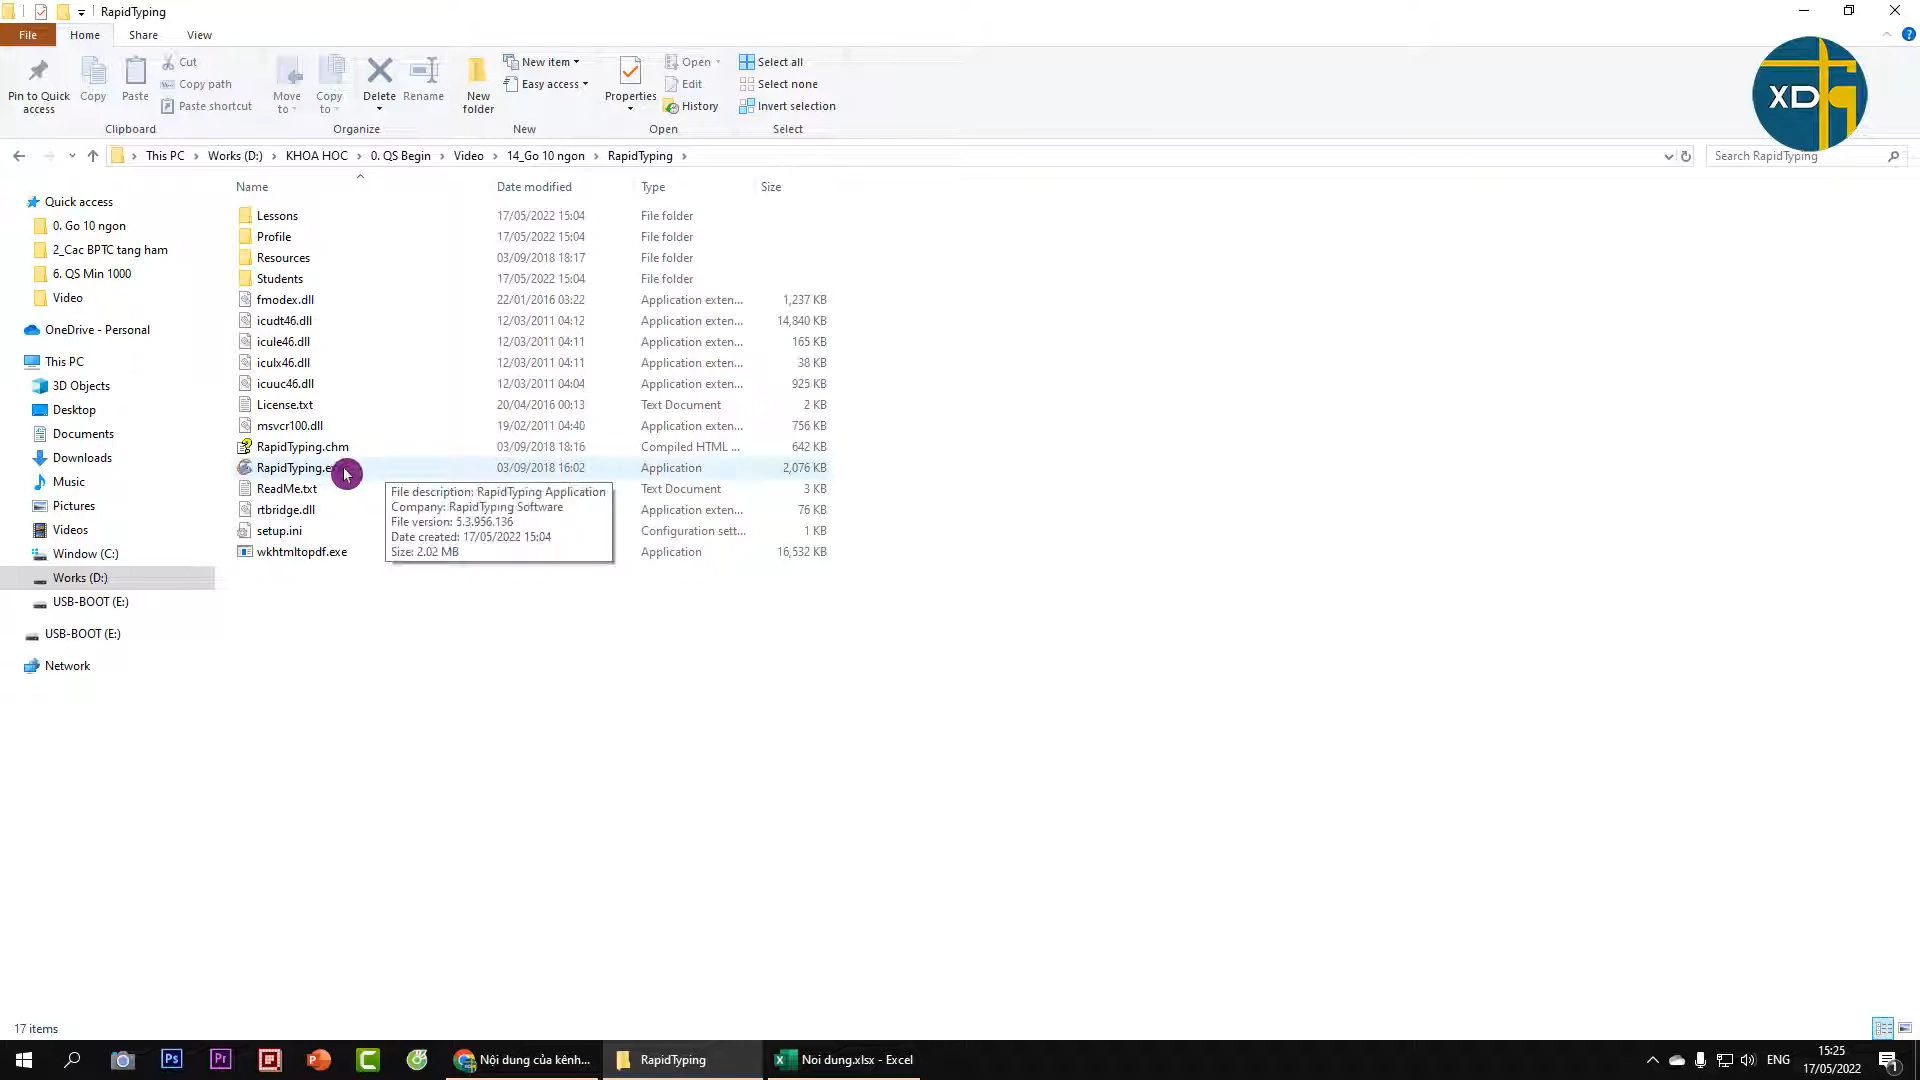 RapidTyping
File Home Share View
Pin to Quick access
Copy
Paste
Cut
Copy path
Paste shortcut
Clipboard
Move to
Copy to
Delete
Rename
Organize
New folder
New item
Easy access
New
Properties
Open
Edit
History
Open
Select all
Select none
Invert selection
Select
XD
This PC Works (D:) KHOA HOC 0. QS Begin Video 14_Go 10 ngon RapidTyping
Search RapidTyping
Quick access
0. Go 10 ngon
2_Cac BPTC tang ham
6. QS Min 1000
Video
OneDrive - Personal
This PC
3D Objects
Desktop
Documents
Downloads
Music
Pictures
Videos
Window (C:)
Works (D:)
USB-BOOT (E:)
USB-BOOT (E:)
Network
Name Date modified Type Size
Lessons 17/05/2022 15:04 File folder
Profile 17/05/2022 15:04 File folder
Resources 03/09/2018 18:17 File folder
Students 17/05/2022 15:04 File folder
fmodex.dll 22/01/2016 03:22 Application exten... 1,237 KB
icudt46.dll 12/03/2011 04:12 Application exten... 14,840 KB
icule46.dll 12/03/2011 04:11 Application exten... 165 KB
iculx46.dll 12/03/2011 04:11 Application exten... 38 KB
icuuc46.dll 12/03/2011 04:04 Application exten... 925 KB
License.txt 20/04/2016 00:13 Text Document 2 KB
msvcr100.dll 19/02/2011 04:40 Application exten... 756 KB
RapidTyping.chm 03/09/2018 18:16 Compiled HTML ... 642 KB
RapidTyping.e 03/09/2018 16:02 Application 2,076 KB
ReadMe.txt Text Document 3 KB
rtbridge.dll Application exten... 76 KB
setup.ini Configuration sett... 1 KB
wkhtmltopdf.exe Application 16,532 KB
File description: RapidTyping Application
Company: RapidTyping Software
File version: 5.3.956.136
Date created: 17/05/2022 15:04
Size: 2.02 MB
17 items
Nội dung của kênh...
RapidTyping
Noi dung.xlsx - Excel
ENG
15:25
17/05/2022